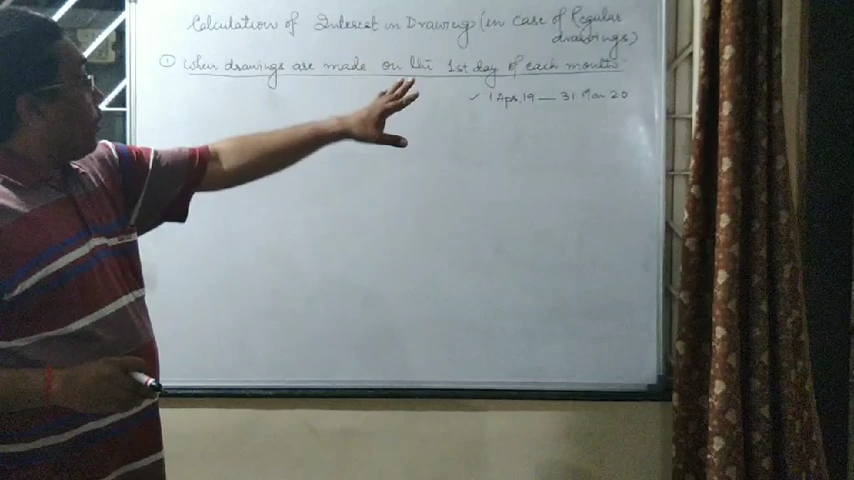 Calculation of Interest on Drawings (in case of Regular
drawings)
① When drawings are made on the 1st day of each month
✓ 1 Apr, 19 — 31 Mar 20